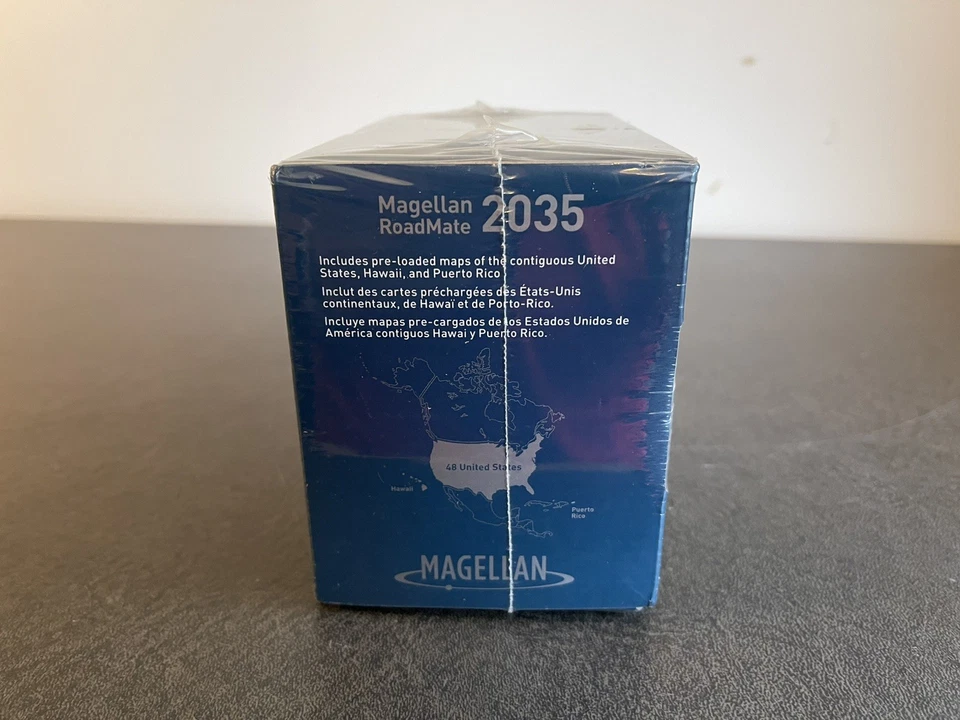 Magellan
RoadMate 2035
Includes pre-loaded maps of the contiguous United
States, Hawaii, and Puerto Rico
Inclut des cartes préchargées des États-Unis
continentaux, de Hawaï et de Porto-Rico.
Incluye mapas pre-cargados de los Estados Unidos de
América contiguos Hawai y Puerto Rico.
48 United States
Hawaii
Puerto
Rico
MAGELLAN